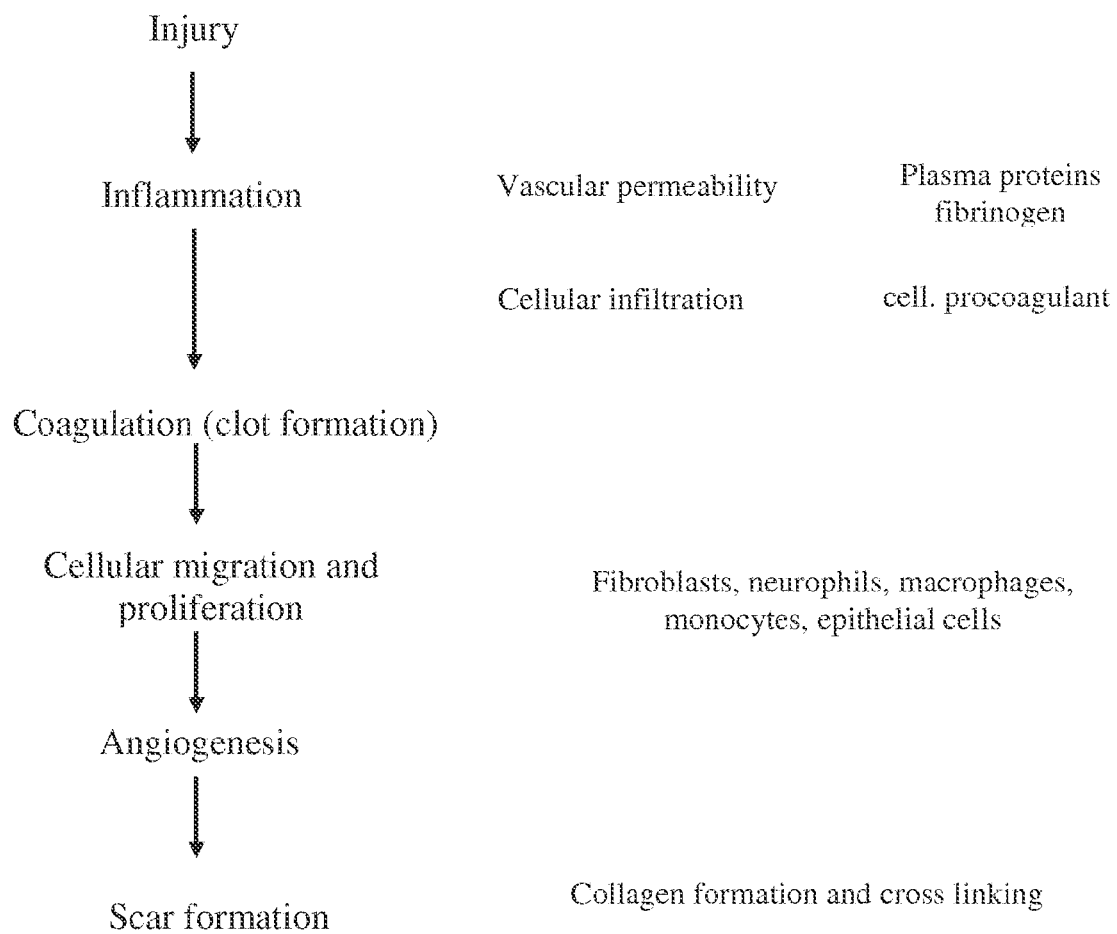 Injury
Inflammation
Vascular permeability
Plasma proteins
fibrinogen
Cellular infiltration
cell. procoagulant
Coagulation (clot formation)
Cellular migration and
proliferation
Fibroblasts, neurophils, macrophages,
monocytes, epithelial cells
Angiogenesis
Scar formation
Collagen formation and cross linking